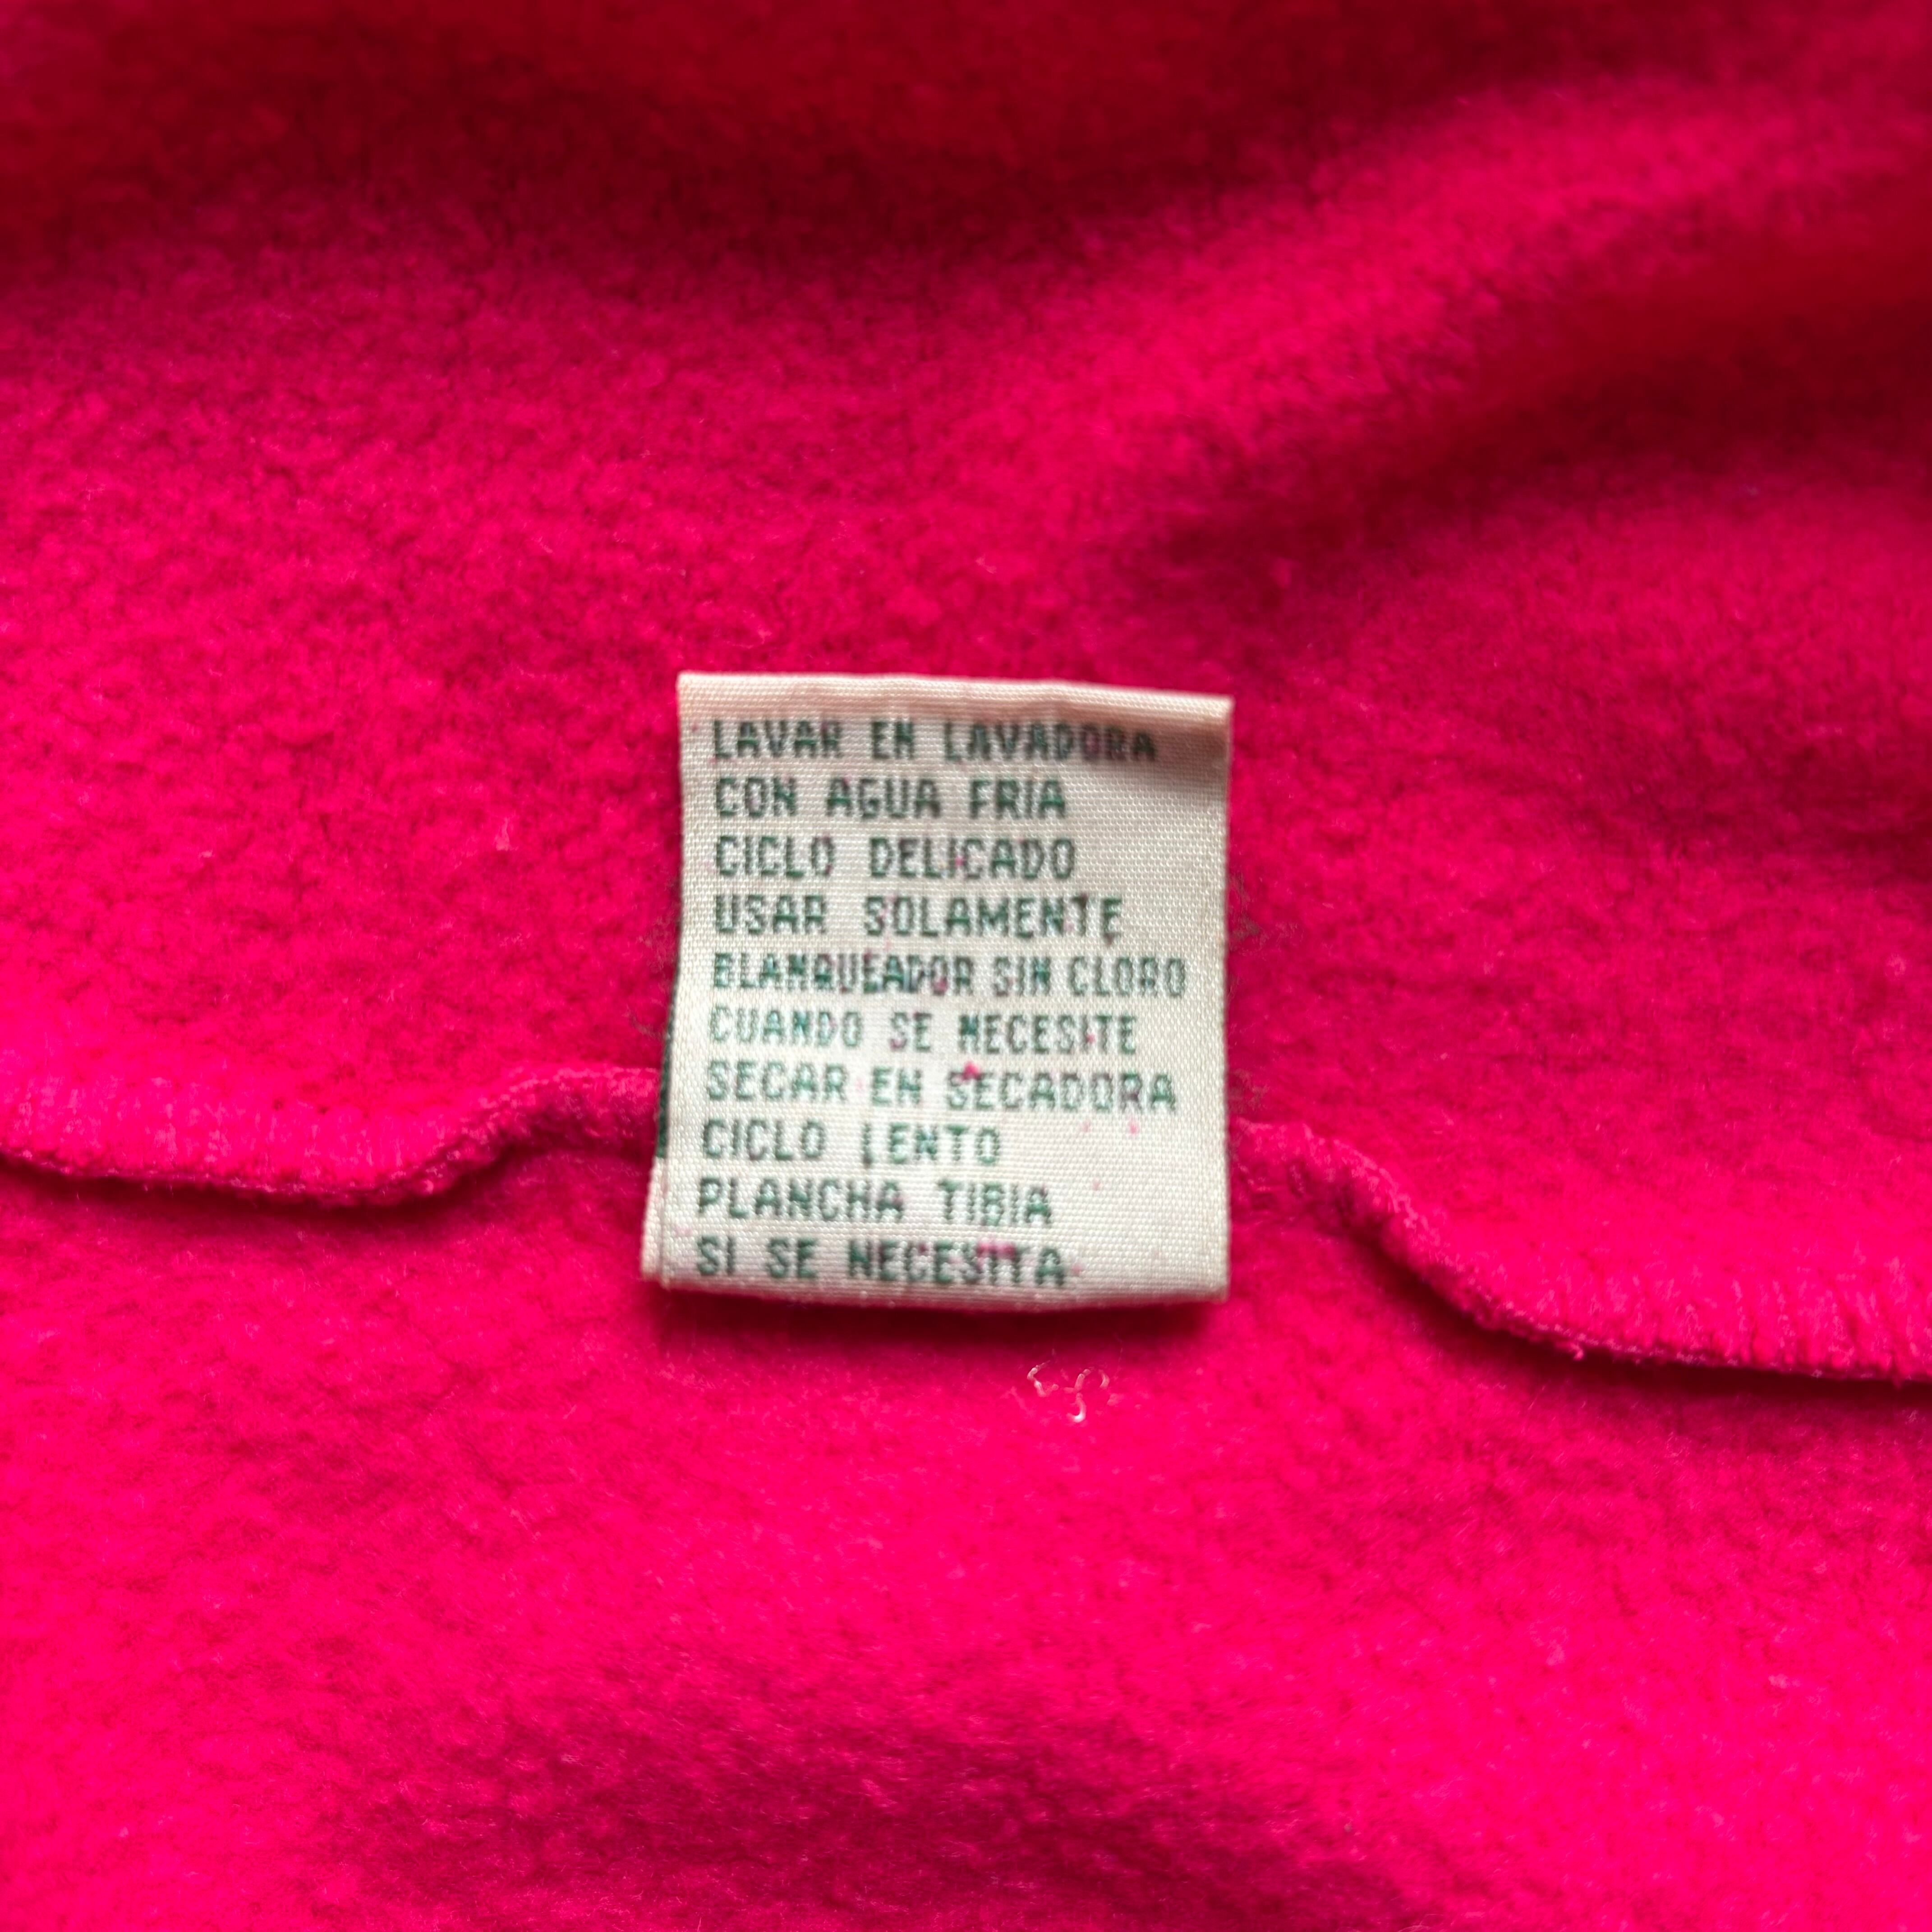 LAVAR EN LAVADORA
CON AGUA FRIA
CICLO DELICADO
USAR SOLAMENTE
BLANQUEADOR SIN CLORO
CUANDO SE NECESITE
SECAR EN SECADORA
CICLO LENTO
PLANCHA TIBIA
SI SE NECESITA